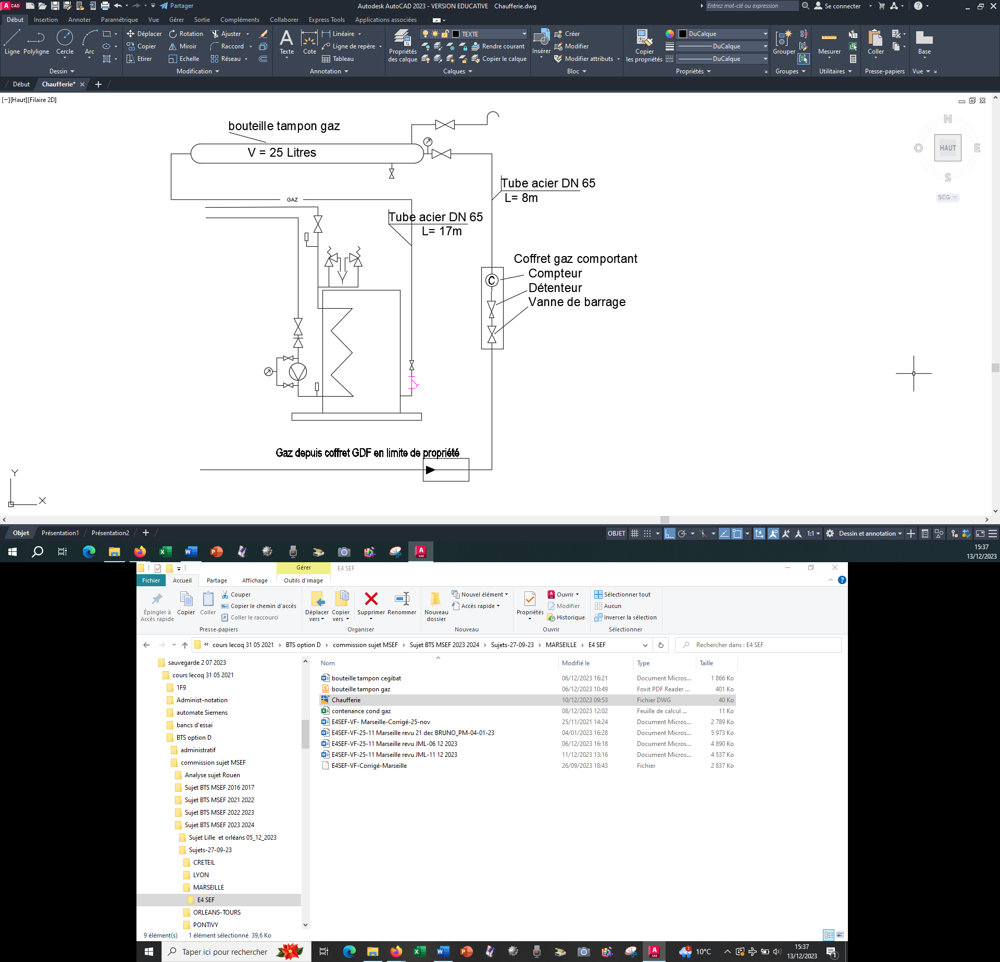 A CAD
Partager
Autodesk AutoCAD 2023 - VERSION EDUCATIVE Chaufferie.dwg
Entrez mot-clé ou expression
Se connecter
Début Insertion Annoter Paramétrique Vue Gérer Sortie Compléments Collaborer Express Tools Applications associées
Ligne Polyligne Cercle Arc
Dessin
Déplacer Rotation Ajuster
Copier Miroir Raccord
Etirer Echelle Réseau
Modification
Texte Cote
Linéaire
Ligne de repère
Tableau
Annotation
Propriétés des calque
TEXTE
Rendre courant
Copier le calque
Calques
Insérer
Créer
Modifier
Modifier attributs
Bloc
Copier les propriétés
DuCalque
DuCalque
DuCalque
Propriétés
Grouper
Groupes
Mesurer
Utilitaires
Coller
Presse-papiers
Base
Vue
Début Chaufferie*
[−][Haut][Filaire 2D]
N
O HAUT E
S
SCG
bouteille tampon gaz
V = 25 Litres
Tube acier DN 65
L= 8m
GAZ
Tube acier DN 65
L= 17m
Coffret gaz comportant
Compteur
Détenteur
Vanne de barrage
C
Gaz depuis coffret GDF en limite de propriété
Y
X
Objet Présentation1 Présentation2
OBJET 1:1 Dessin et annotation
15:37
13/12/2023
Gérer E4 SEF
Fichier Accueil Partage Affichage Outils d'image
Épingler à Accès rapide
Copier
Coller
Couper
Copier le chemin d'accès
Coller le raccourci
Presse-papiers
Déplacer vers
Copier vers
Supprimer
Renommer
Organiser
Nouveau dossier
Nouvel élément
Accès rapide
Nouveau
Propriétés
Ouvrir
Modifier
Historique
Ouvrir
Sélectionner tout
Aucun
Inverser la sélection
Sélectionner
« cours lecoq 31 05 2021 › BTS option D › commission sujet MSEF › Sujet BTS MSEF 2023 2024 › Sujets-27-09-23 › MARSEILLE › E4 SEF
Rechercher dans : E4 SEF
sauvegarde 2 07 2023
cours lecoq 31 05 2021
1F9
Administ-notation
automate Siemens
bancs d'essai
BTS option D
administratif
commission sujet MSEF
Analyse sujet Rouen
Sujet BTS MSEF 2016 2017
Sujet BTS MSEF 2021 2022
Sujet BTS MSEF 2022 2023
Sujet BTS MSEF 2023 2024
Sujet Lille et orléans 05_12_2023
Sujets-27-09-23
CRETEIL
LYON
MARSEILLE
E4 SEF
ORLEANS-TOURS
PONTIVY
Nom Modifié le Type Taille
bouteille tampon cegibat 06/12/2023 16:21 Document Micros... 1 866 Ko
bouteille tampon gaz 06/12/2023 10:49 Foxit PDF Reader ... 401 Ko
Chaufferie 10/12/2023 09:53 Fichier DWG 40 Ko
contenance cond gaz 08/12/2023 12:02 Feuille de calcul ... 11 Ko
E4SEF-VF- Marseille-Corrigé-25-nov 25/11/2021 14:24 Document Micros... 2 789 Ko
E4SEF-VF-25-11 Marseille revu 21 dec BRUNO_PM-04-01-23 04/01/2023 16:28 Document Micros... 5 973 Ko
E4SEF-VF-25-11 Marseille revu JML-06 12 2023 06/12/2023 16:18 Document Micros... 4 890 Ko
E4SEF-VF-25-11 Marseille revu JML-11 12 2023 11/12/2023 13:16 Document Micros... 4 537 Ko
E4SEF-VF-Corrigé-Marseille 26/09/2023 18:43 Fichier 2 837 Ko
9 élément(s) 1 élément sélectionné 39,6 Ko
Taper ici pour rechercher
10°C
15:37
13/12/2023